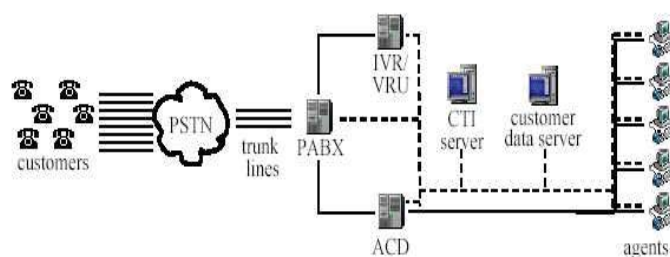 IVR/
VRU
PSTN
customers
trunk
lines
PABX
CTI
server
customer
data server
ACD
agents